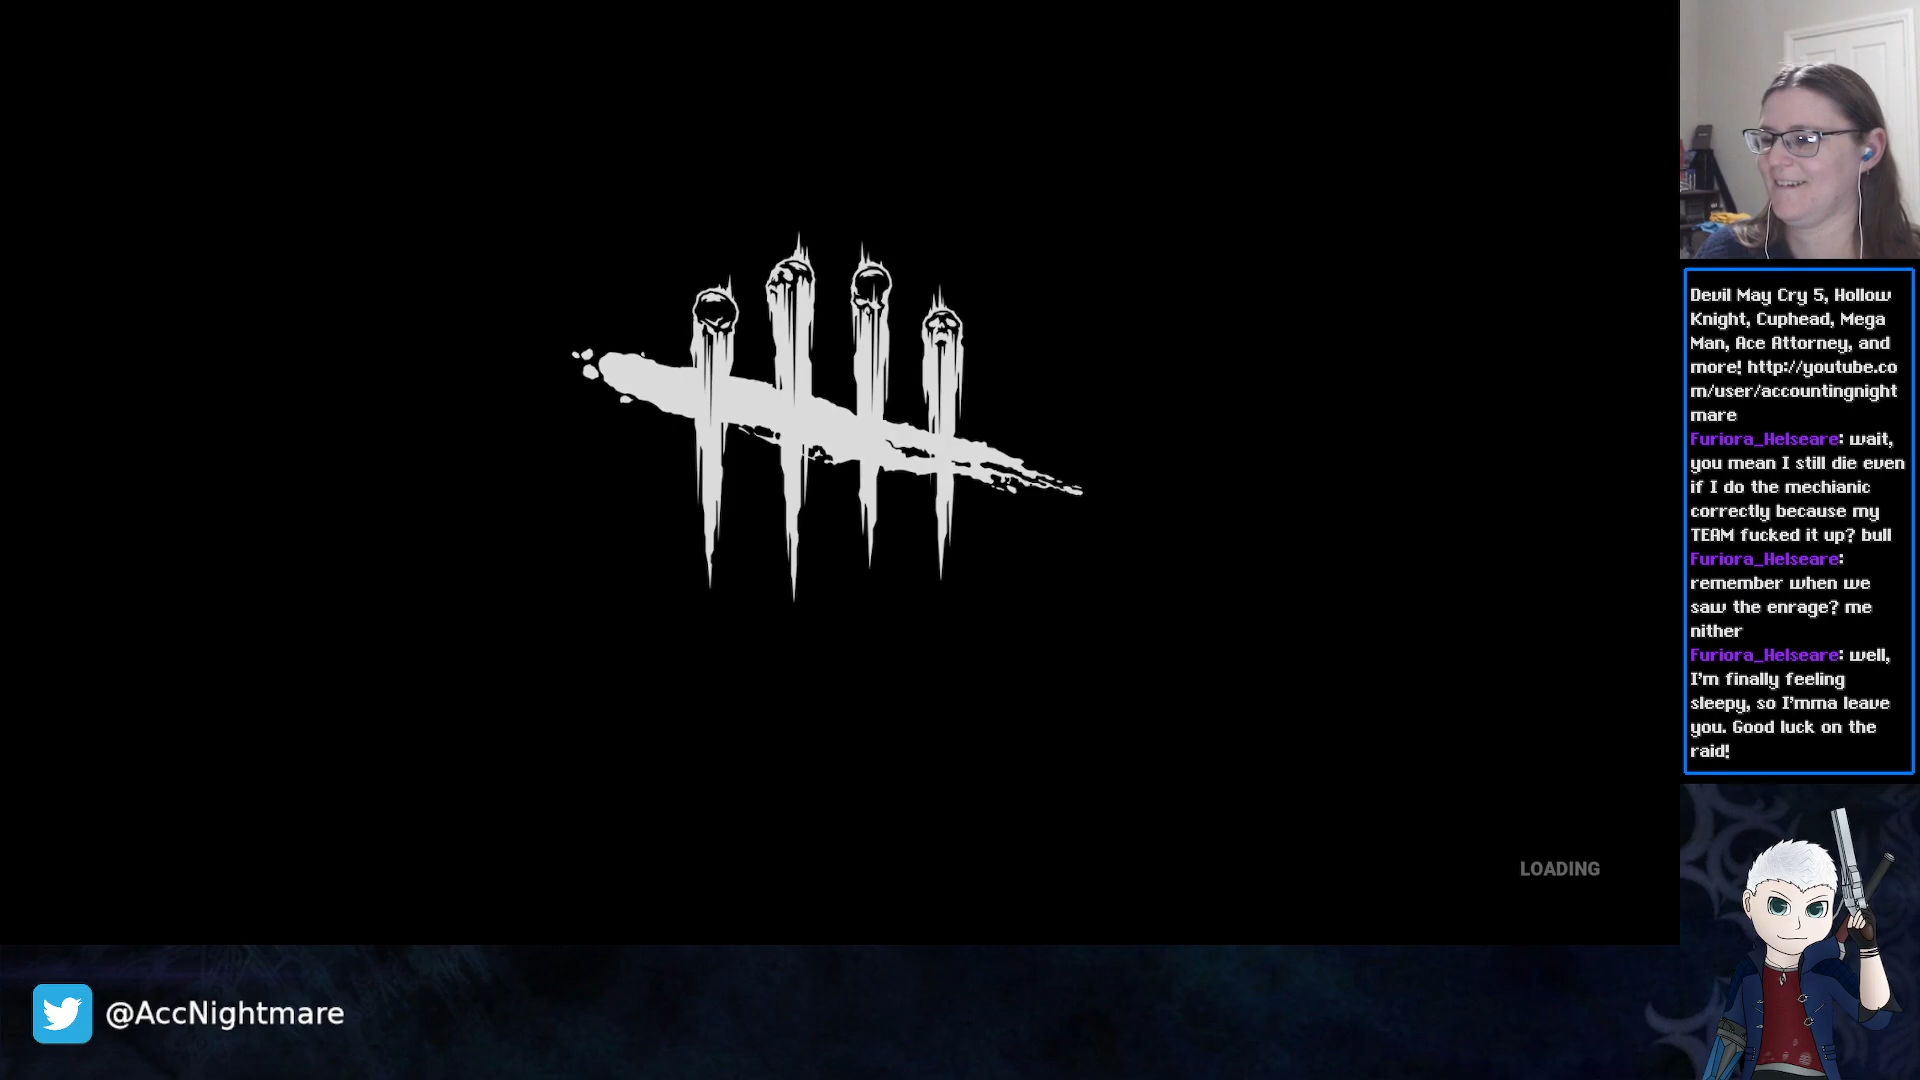 Devil May Cry 5, Hollow
Knight, Cuphead, Mega
Man, Ace Attorney, and
more! http://youtube.co
m/user/accountingnight
mare
Furiora_Helseare: wait,
you mean I still die even
if I do the mechianic
correctly because my
TEAM fucked it up? bull
Furiora_Helseare:
remember when we
saw the enrage? me
nither
Furiora_Helseare: well,
I'm finally feeling
sleepy, so I'mma leave
you. Good luck on the
raid!
LOADING
@AccNightmare